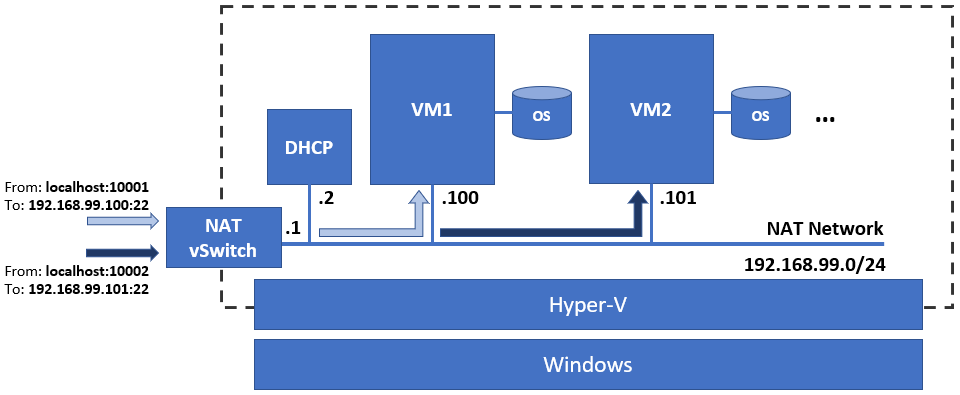 VM1
OS
VM2
OS
...
DHCP
From: localhost:10001
To: 192.168.99.100:22
.2
.100
.101
NAT
vSwitch
.1
NAT Network
From: localhost:10002
To: 192.168.99.101:22
192.168.99.0/24
Hyper-V
Windows